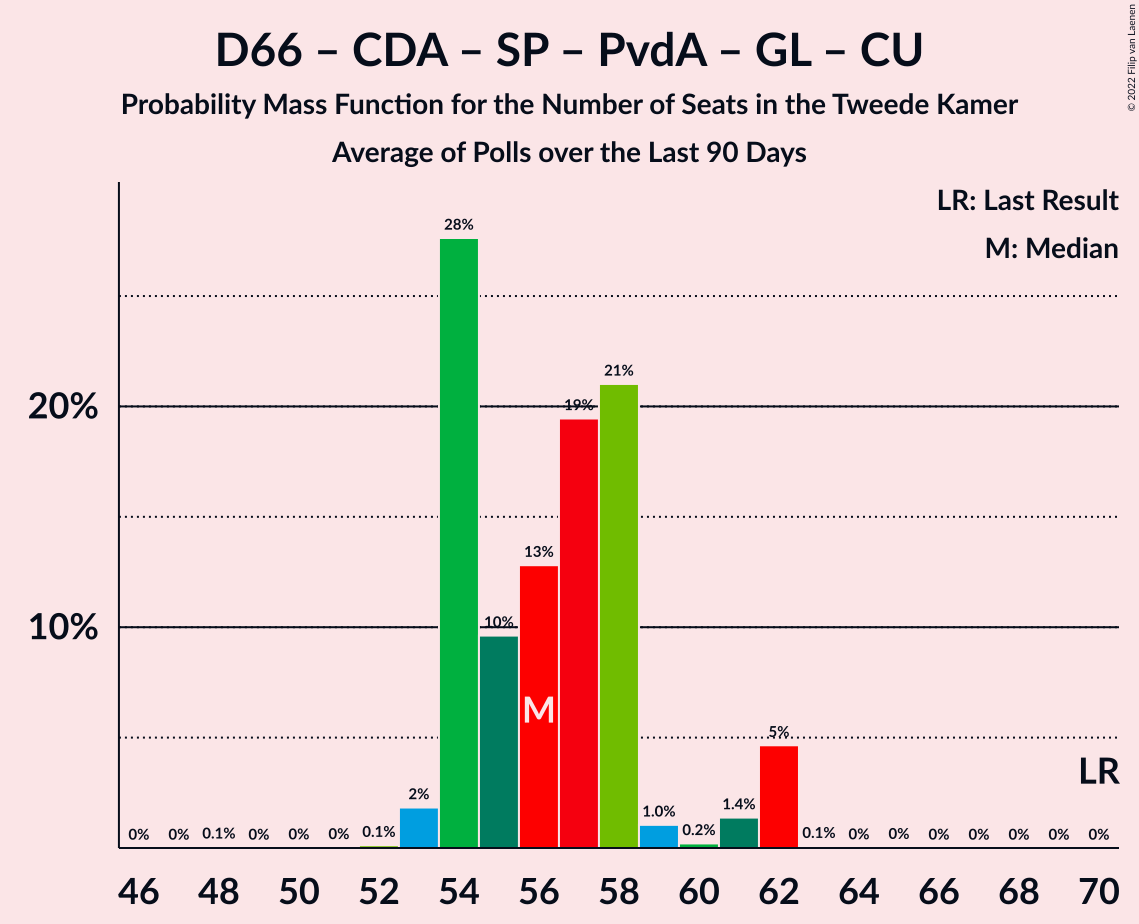 D66 – CDA – SP – PvdA – GL – CU
Probability Mass Function for the Number of Seats in the Tweede Kamer
Average of Polls over the Last 90 Days
© 2022 Filip van Laenen
LR: Last Result
M: Median
28%
21%
20%
19%
13%
10%
10%
M
5%
LR
2%
1.4%
1.0%
0% 0% 0.1% 0% 0% 0% 0.1% 0.2% 0.1% 0% 0% 0% 0% 0% 0% 0%
46 48 50 52 54 56 58 60 62 64 66 68 70